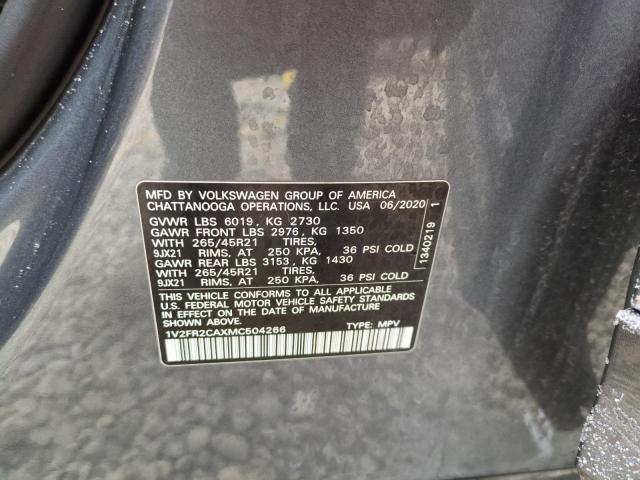 MFD BY VOLKSWAGEN GROUP OF AMERICA
CHATTANOOGA OPERATIONS, LLC. USA 06/2020
GVWR LBS 6019, KG 2730
GAWR FRONT LBS 2976, KG 1350
WITH 265/45R21 TIRES,
9JX21 RIMS, AT 250 KPA, 36 PSI COLD
GAWR REAR LBS 3153, KG 1430
WITH 265/45R21 TIRES,
9JX21 RIMS, AT 250 KPA, 36 PSI COLD
THIS VEHICLE CONFORMS TO ALL APPLICABLE
U.S. FEDERAL MOTOR VEHICLE SAFETY STANDARDS
IN EFFECT ON THE DATE OF MANUFACTURE
SHOWN ABOVE.
1V2FR2CAXMC504266 TYPE: MPV
1340219 1